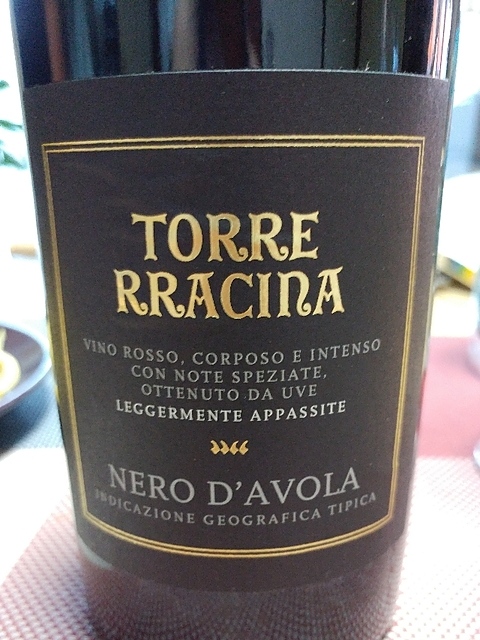 TORRE
RRACINA
VINO ROSSO, CORPOSO E INTENSO
CON NOTE SPEZIATE,
OTTENUTO DA UVE
LEGGERMENTE APPASSITE
NERO D'AVOLA
INDICAZIONE GEOGRAFICA TIPICA